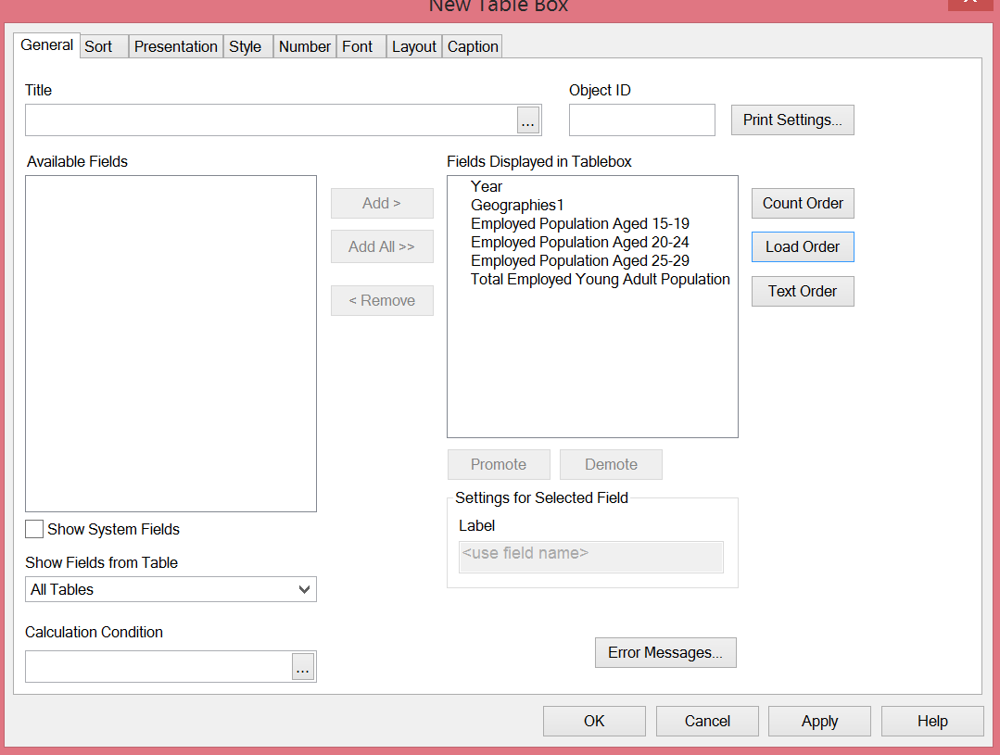 New Table Box
General Sort Presentation Style Number Font Layout Caption
Title
Object ID
...
Print Settings...
Available Fields
Fields Displayed in Tablebox
Year
Geographies1
Employed Population Aged 15-19
Employed Population Aged 20-24
Employed Population Aged 25-29
Total Employed Young Adult Population
Add >
Add All >>
< Remove
Count Order
Load Order
Text Order
Promote Demote
Settings for Selected Field
Label
<use field name>
Show System Fields
Show Fields from Table
All Tables
Calculation Condition
...
Error Messages...
OK Cancel Apply Help